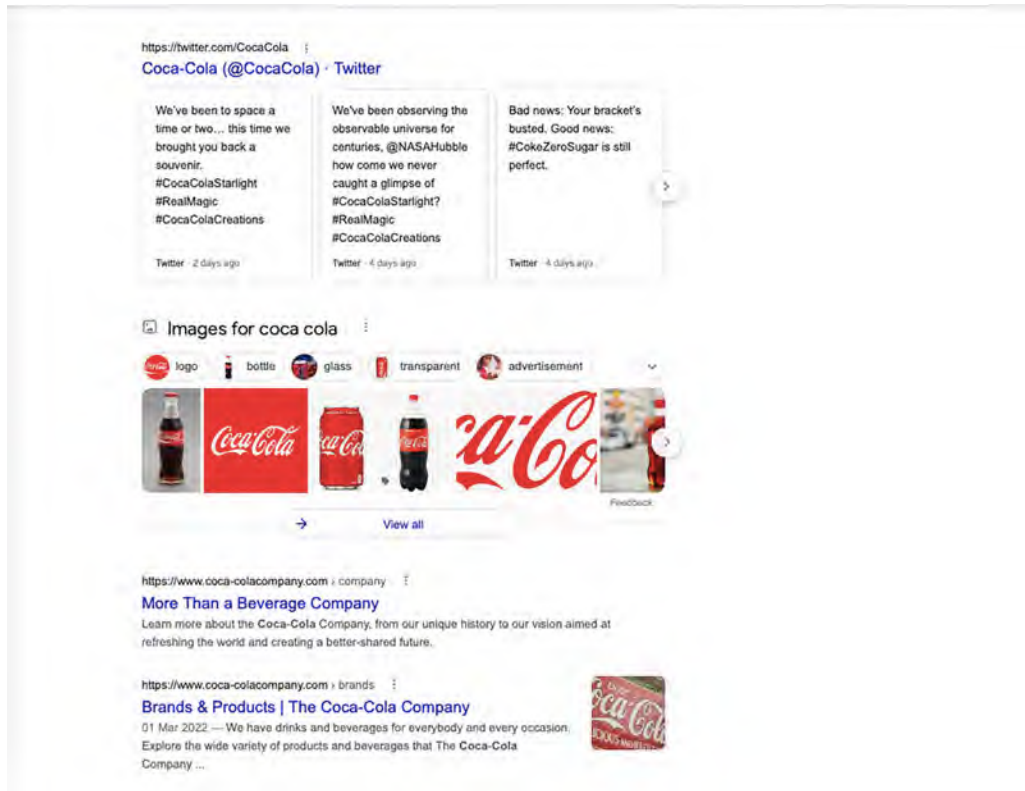 https://twitter.com/CocaCola
Coca-Cola (@CocaCola) · Twitter
We've been to space a
time or two... this time we
brought you back a
souvenir.
#CocaColaStarlight
#RealMagic
#CocaColaCreations
Twitter · 2 days ago
We've been observing the
observable universe for
centuries, @NASAHubble
how come we never
caught a glimpse of
#CocaColaStarlight?
#RealMagic
#CocaColaCreations
Twitter · 4 days ago
Bad news: Your bracket's
busted. Good news:
#CokeZeroSugar is still
perfect.
Twitter · 4 days ago
Images for coca cola
logo
bottle
glass
transparent
advertisement
Coca-Cola
Feedback
View all
https://www.coca-colacompany.com › company
More Than a Beverage Company
Learn more about the Coca-Cola Company, from our unique history to our vision aimed at
refreshing the world and creating a better-shared future.
https://www.coca-colacompany.com › brands
Brands & Products | The Coca-Cola Company
01 Mar 2022 — We have drinks and beverages for everybody and every occasion.
Explore the wide variety of products and beverages that The Coca-Cola
Company ...